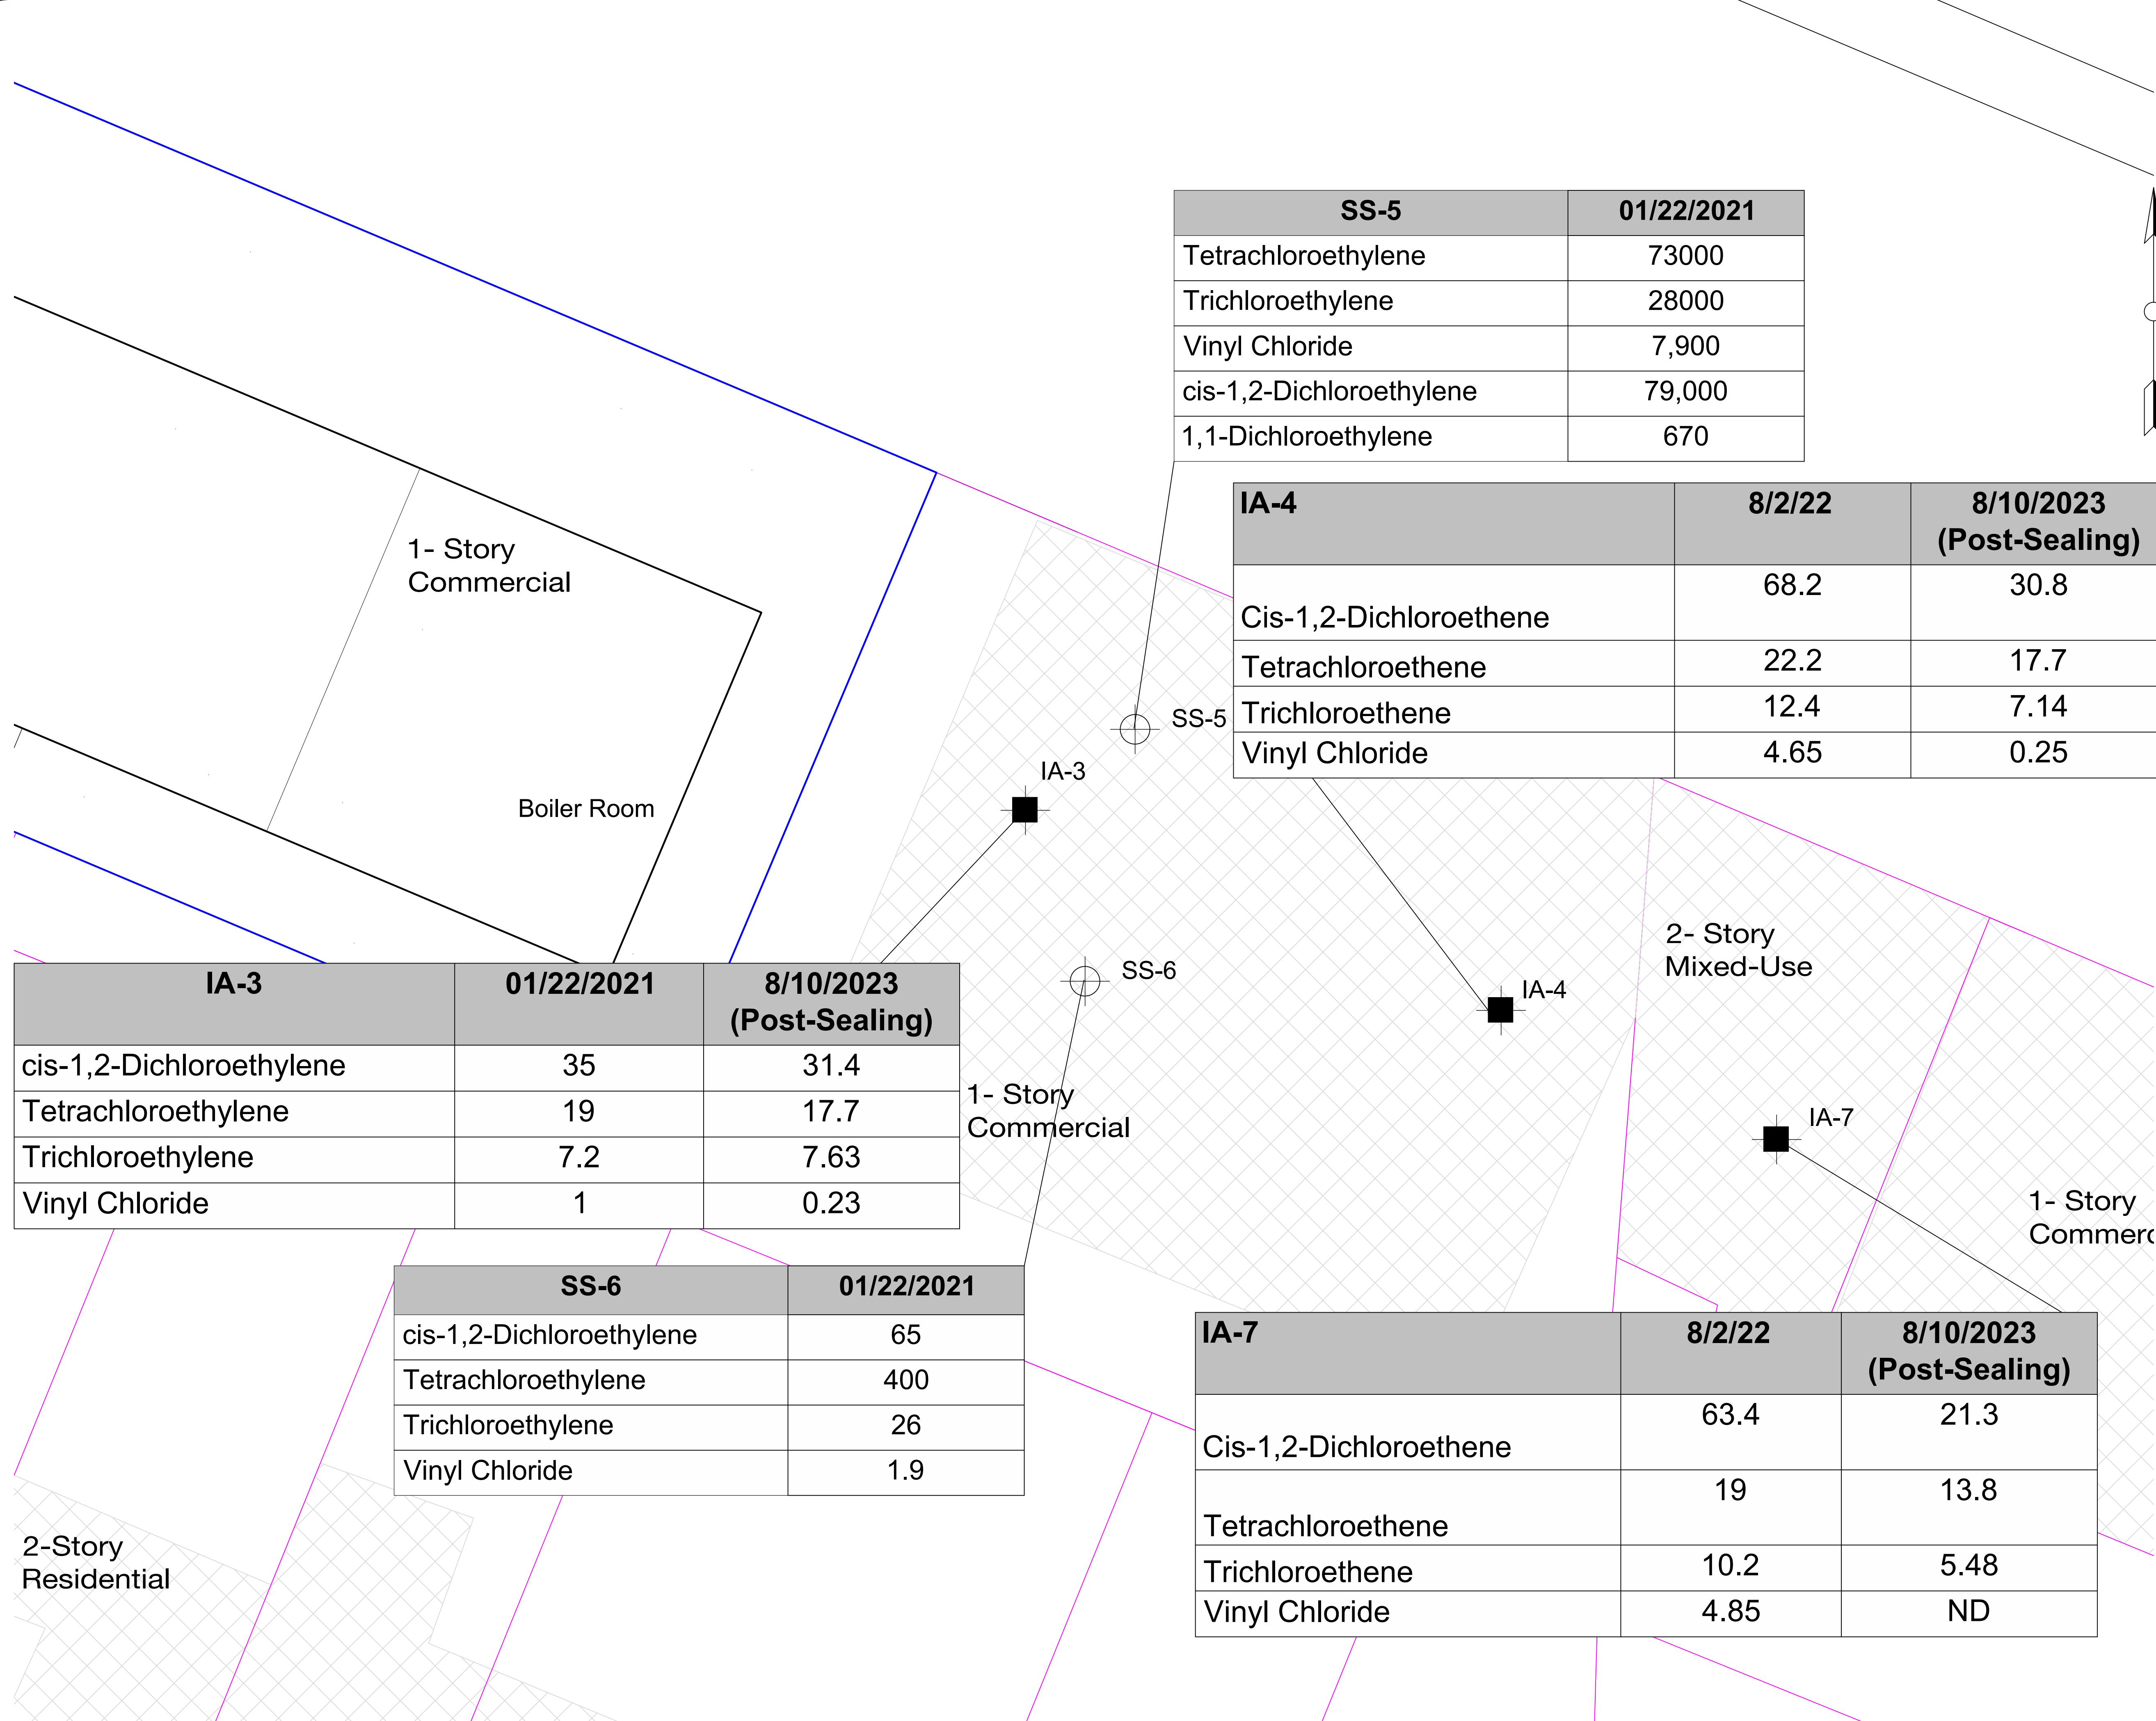 SS-5 01/22/2021
Tetrachloroethylene 73000
Trichloroethylene 28000
Vinyl Chloride 7,900
cis-1,2-Dichloroethylene 79,000
1,1-Dichloroethylene 670
IA-4 8/2/22 8/10/2023
(Post-Sealing)
Cis-1,2-Dichloroethene 68.2 30.8
Tetrachloroethene 22.2 17.7
Trichloroethene 12.4 7.14
Vinyl Chloride 4.65 0.25
1- Story
Commercial
Boiler Room
SS-5
IA-3
SS-6
IA-4
2- Story
Mixed-Use
IA-7
1- Story
Commerc
IA-3 01/22/2021 8/10/2023
(Post-Sealing)
cis-1,2-Dichloroethylene 35 31.4
Tetrachloroethylene 19 17.7
Trichloroethylene 7.2 7.63
Vinyl Chloride 1 0.23
1- Story
Commercial
SS-6 01/22/2021
cis-1,2-Dichloroethylene 65
Tetrachloroethylene 400
Trichloroethylene 26
Vinyl Chloride 1.9
IA-7 8/2/22 8/10/2023
(Post-Sealing)
Cis-1,2-Dichloroethene 63.4 21.3
Tetrachloroethene 19 13.8
Trichloroethene 10.2 5.48
Vinyl Chloride 4.85 ND
2-Story
Residential